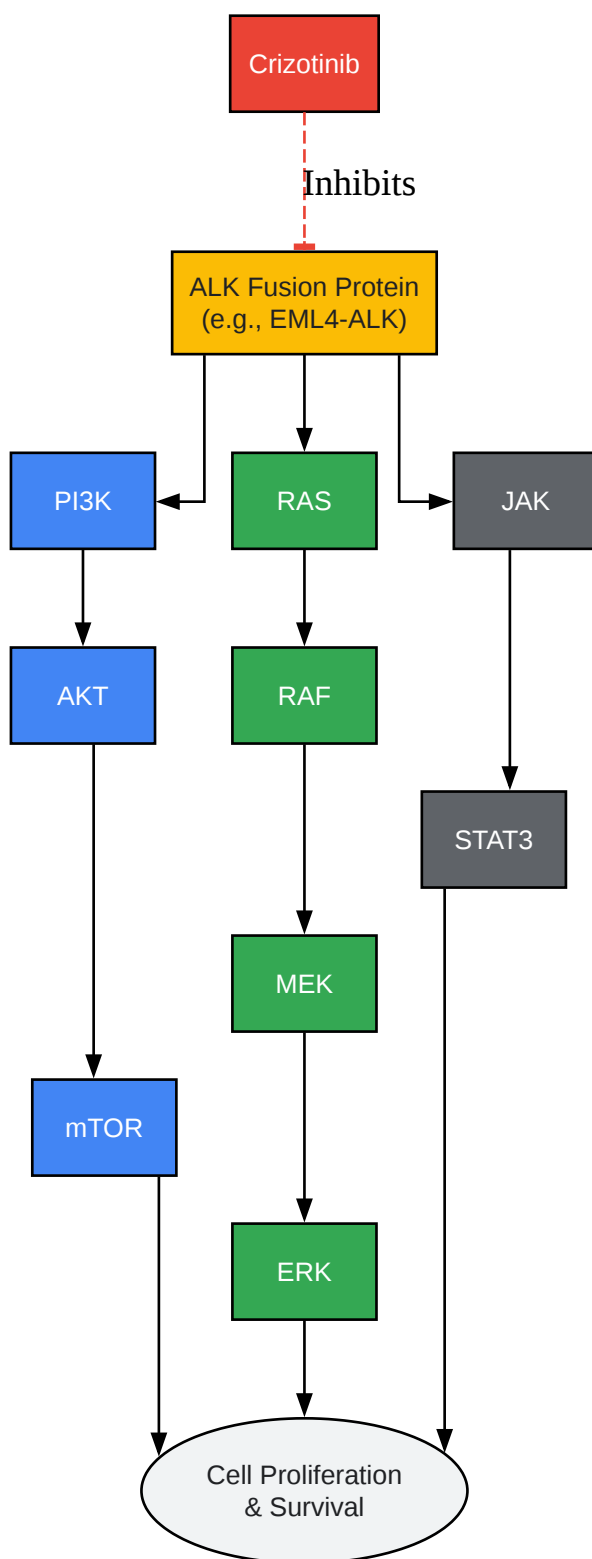 Crizotinib
Inhibits
ALK Fusion Protein
(e.g., EML4-ALK)
PI3K
RAS
JAK
AKT
RAF
STAT3
MEK
mTOR
ERK
Cell Proliferation
& Survival